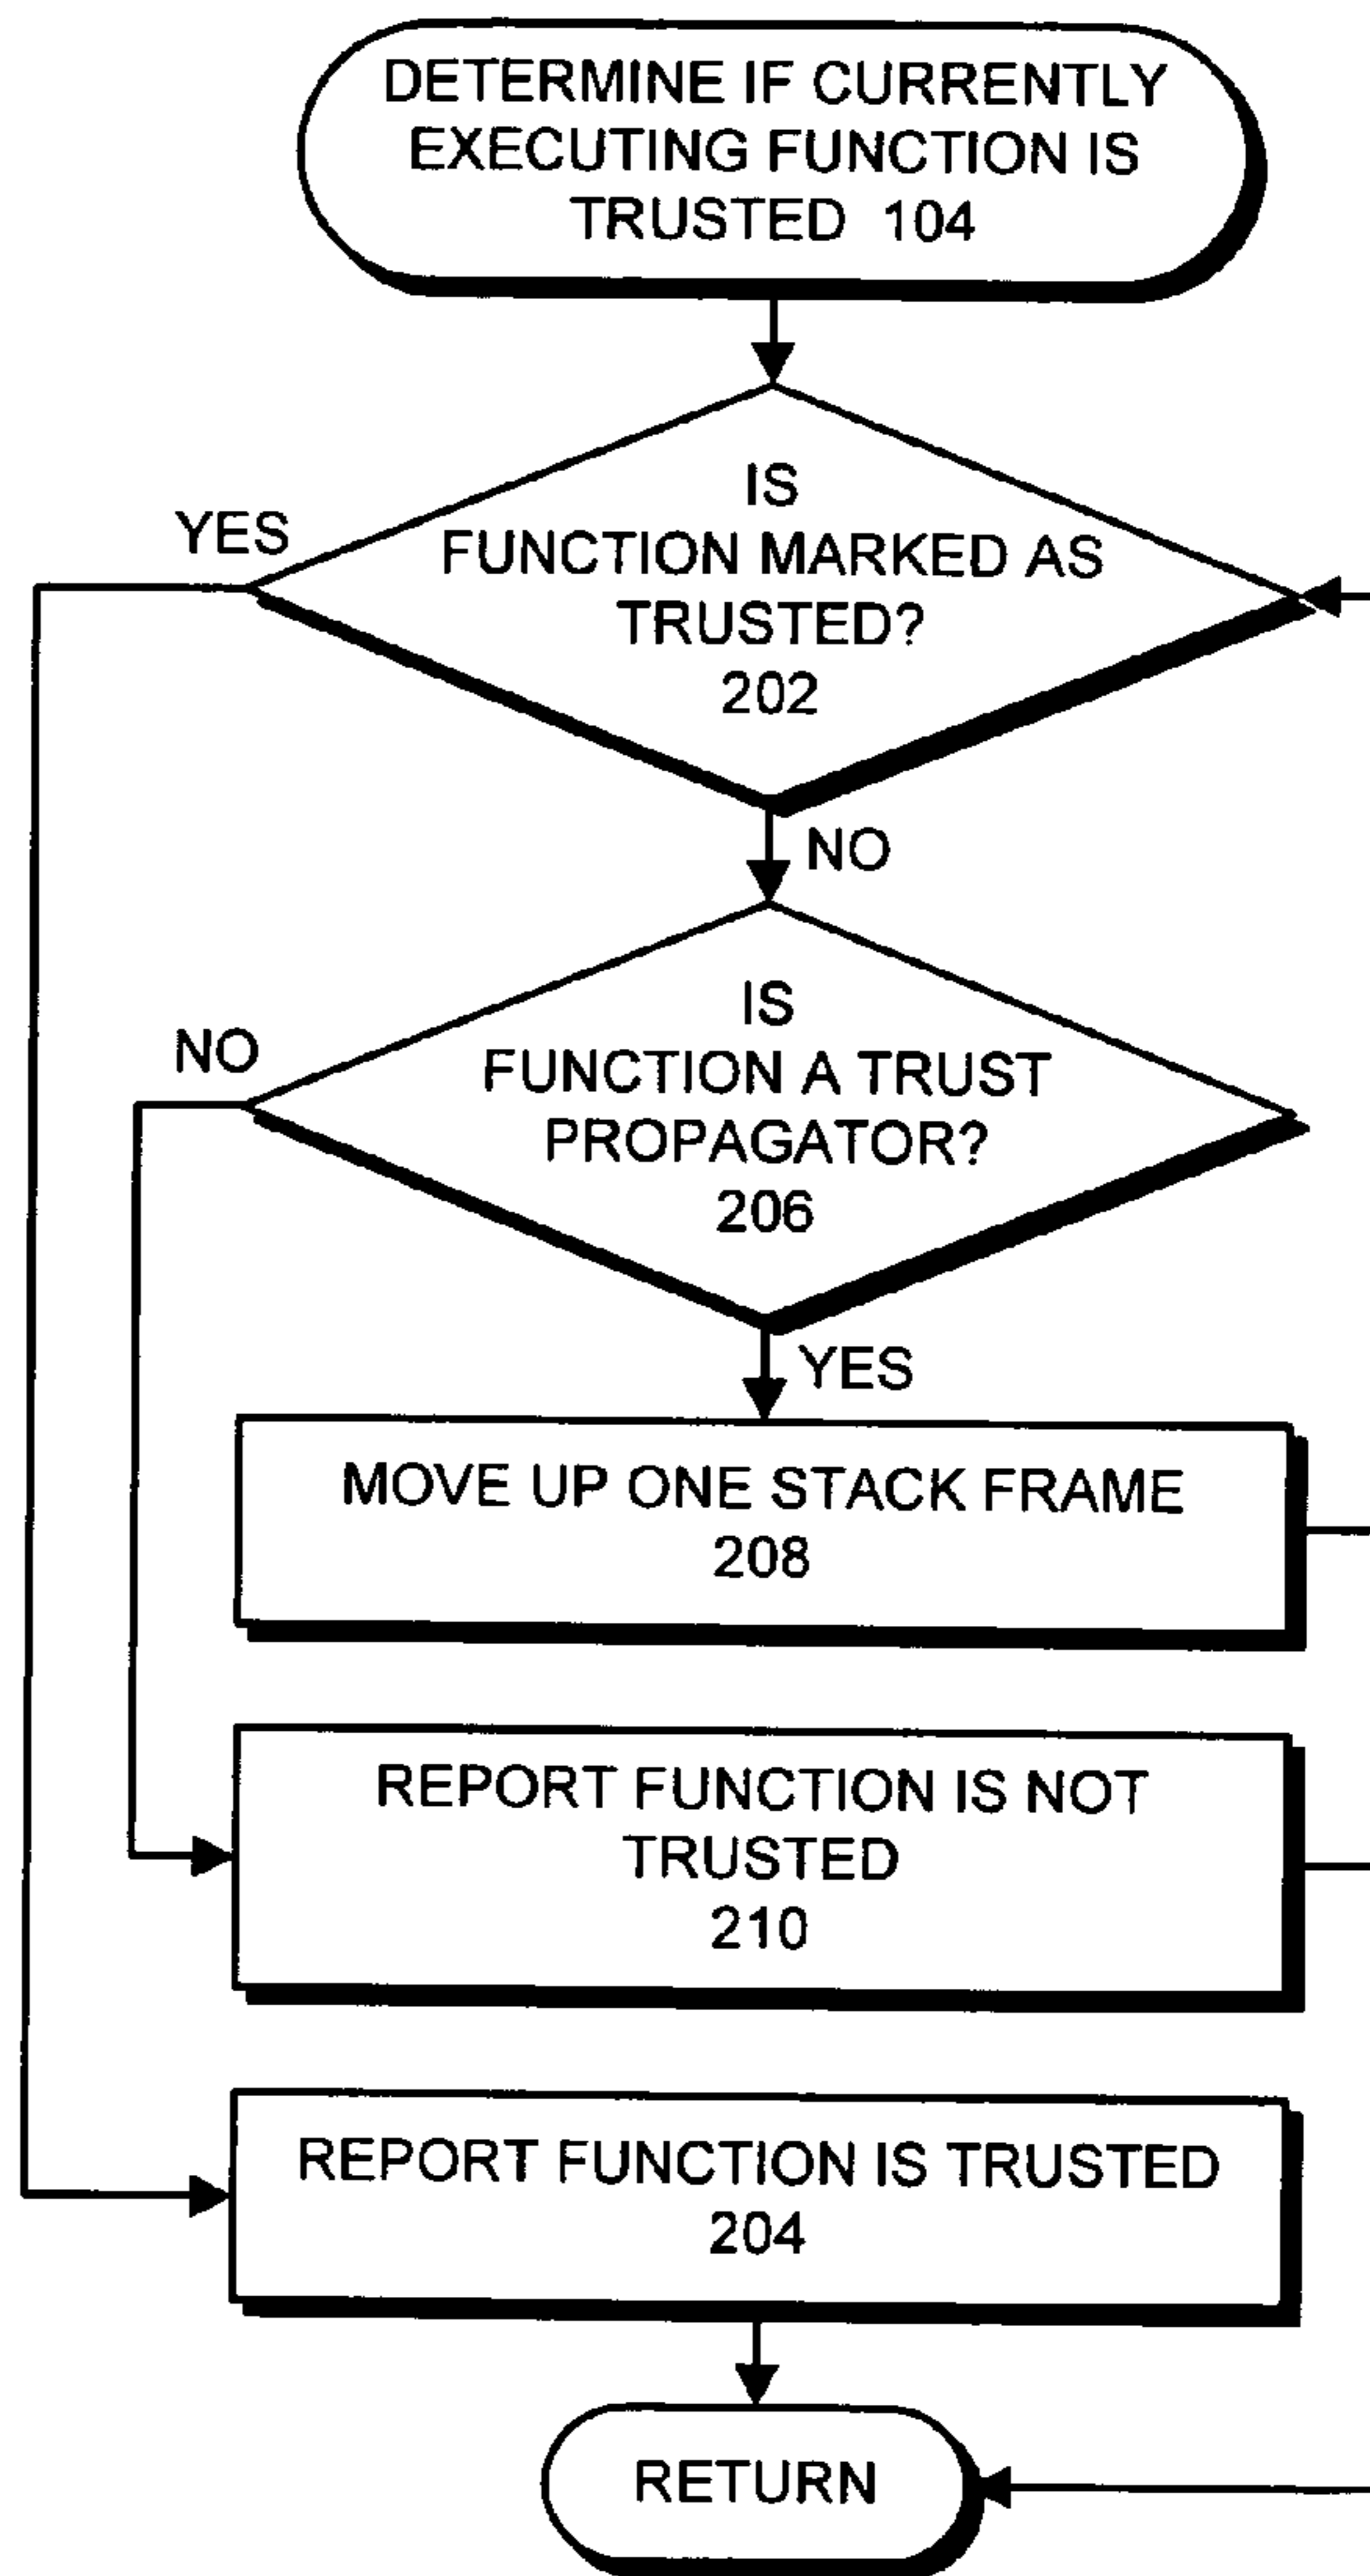 DETERMINE IF CURRENTLY
EXECUTING FUNCTION IS
TRUSTED 104
IS
FUNCTION MARKED AS
TRUSTED?
202
YES
NO
IS
FUNCTION A TRUST
PROPAGATOR?
206
NO
YES
MOVE UP ONE STACK FRAME
208
REPORT FUNCTION IS NOT
TRUSTED
210
REPORT FUNCTION IS TRUSTED
204
RETURN